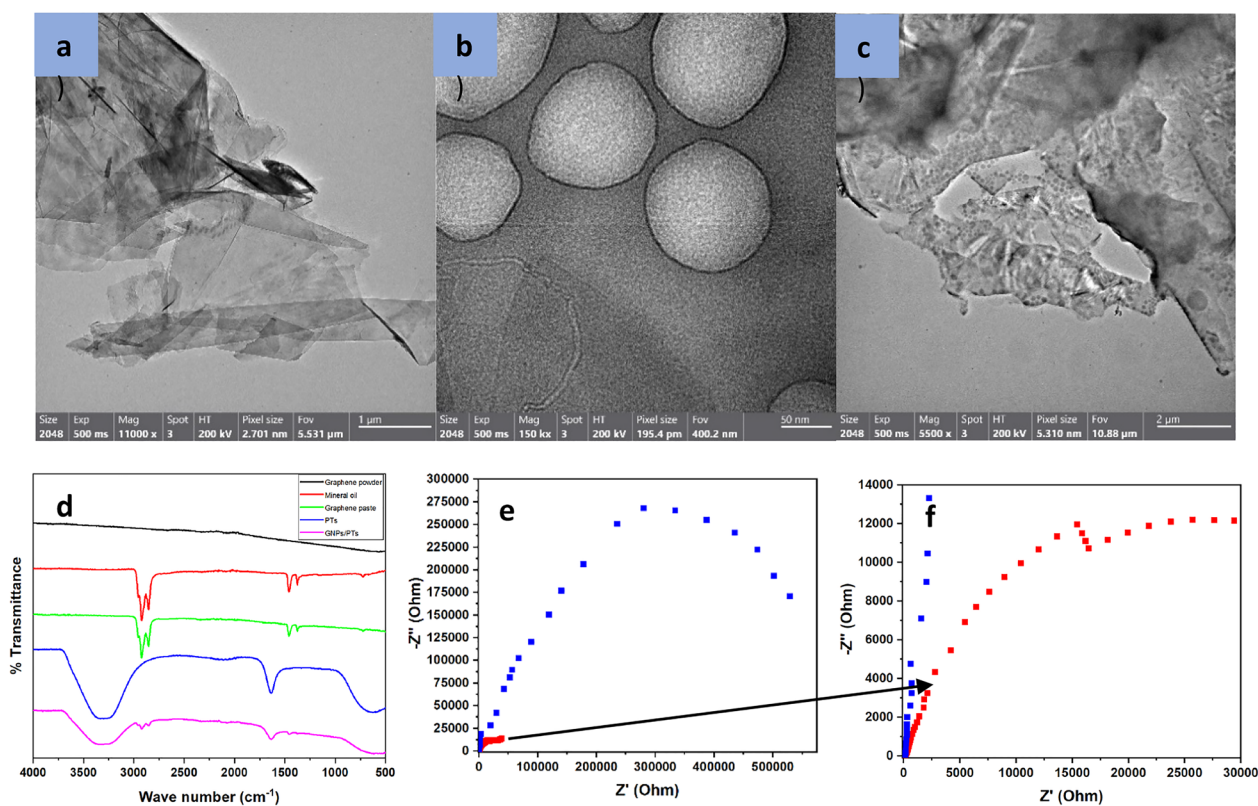 a
)
b
)
c
)
Size Exp Mag Spot HT Pixel size Fov 1 μm
2048 500 ms 11000 x 3 200 kV 2.701 nm 5.531 μm
Size Exp Mag Spot HT Pixel size Fov 50 nm
2048 500 ms 150 kx 3 200 kV 195.4 pm 400.2 nm
Size Exp Mag Spot HT Pixel size Fov 2 μm
2048 500 ms 5500 x 3 200 kV 5.310 nm 10.88 μm
d
Graphene powder
Mineral oil
Graphene paste
PTs
GNPs/PTs
% Transmittance
4000 3500 3000 2500 2000 1500 1000 500
Wave number (cm-1)
e
-Z'' (Ohm)
300000
275000
250000
225000
200000
175000
150000
125000
100000
75000
50000
25000
0
0 100000 200000 300000 400000 500000
Z' (Ohm)
f
-Z'' (Ohm)
14000
12000
10000
8000
6000
4000
2000
0
0 5000 10000 15000 20000 25000 30000
Z' (Ohm)